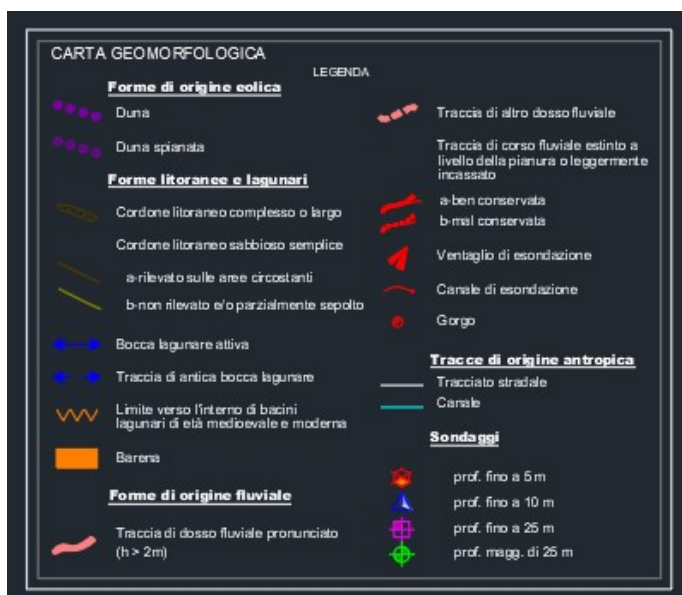 CARTA GEOMORFOLOGICA
LEGENDA
Forme di origine eolica
Duna
Duna spianata
Forme litoranee e lagunari
Cordone litoraneo complesso o largo
Cordone litoraneo sabbioso semplice
a-rilevato sulle aree circostanti
b-non rilevato e/o parzialmente sepolto
Bocca lagunare attiva
Traccia di antica bocca lagunare
Limite verso l'interno di bacini
lagunari di età medioevale e moderna
Barena
Forme di origine fluviale
Traccia di dosso fluviale pronunciato
(h > 2m)
Traccia di altro dosso fluviale
Traccia di corso fluviale estinto a
livello della pianura o leggermente
incassato
a-ben conservata
b-mal conservata
Ventaglio di esondazione
Canale di esondazione
Gorgo
Tracce di origine antropica
Tracciato stradale
Canale
Sondaggi
prof. fino a 5 m
prof. fino a 10 m
prof. fino a 25 m
prof. magg. di 25 m